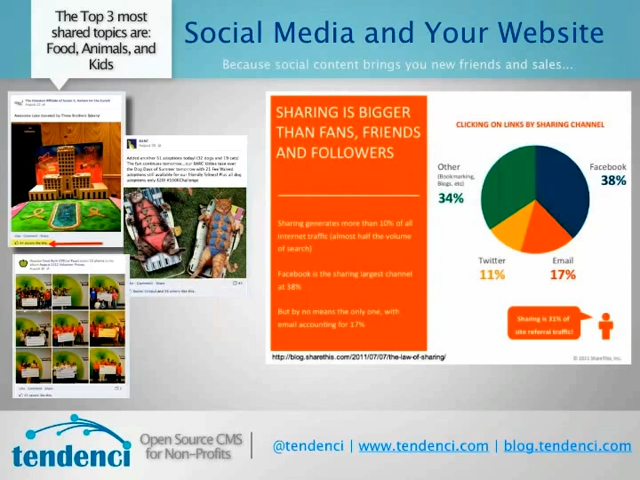 The Top 3 most
shared topics are:
Food, Animals, and
Kids
Social Media and Your Website
Because social content brings you new friends and sales...
SHARING IS BIGGER
THAN FANS, FRIENDS
AND FOLLOWERS
Sharing generates more than 10% of all
internet traffic (almost half the volume
of search)
Facebook is the sharing largest channel
at 38%
But by no means the only one, with
email accounting for 17%
CLICKING ON LINKS BY SHARING CHANNEL
Other
(Bookmarking,
Blogs, etc)
34%
Facebook
38%
Twitter
11%
Email
17%
Sharing is 31% of
site referral traffic!
© 2011 ShareThis, Inc.
http://blog.sharethis.com/2011/07/07/the-law-of-sharing/
tendenci
Open Source CMS
for Non-Profits
@tendenci | www.tendenci.com | blog.tendenci.com